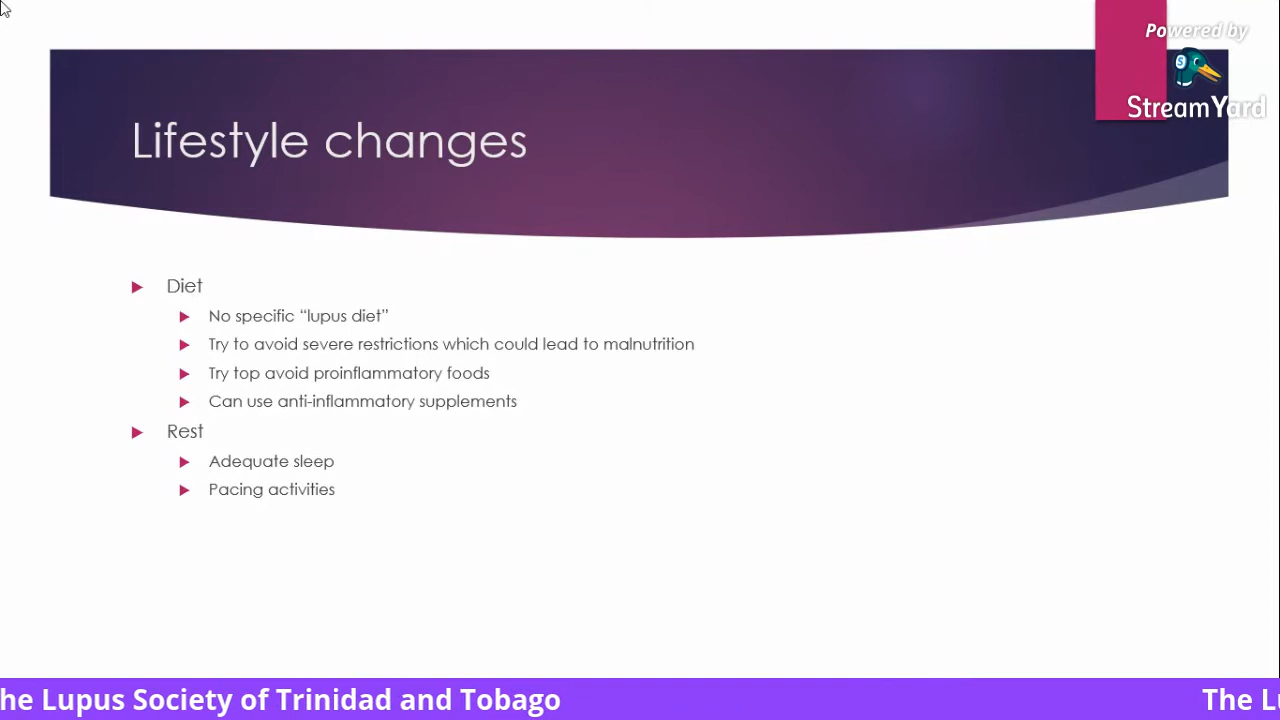 Powered by
StreamYard
Lifestyle changes
Diet
No specific “lupus diet”
Try to avoid severe restrictions which could lead to malnutrition
Try top avoid proinflammatory foods
Can use anti-inflammatory supplements
Rest
Adequate sleep
Pacing activities
he Lupus Society of Trinidad and Tobago The Lu